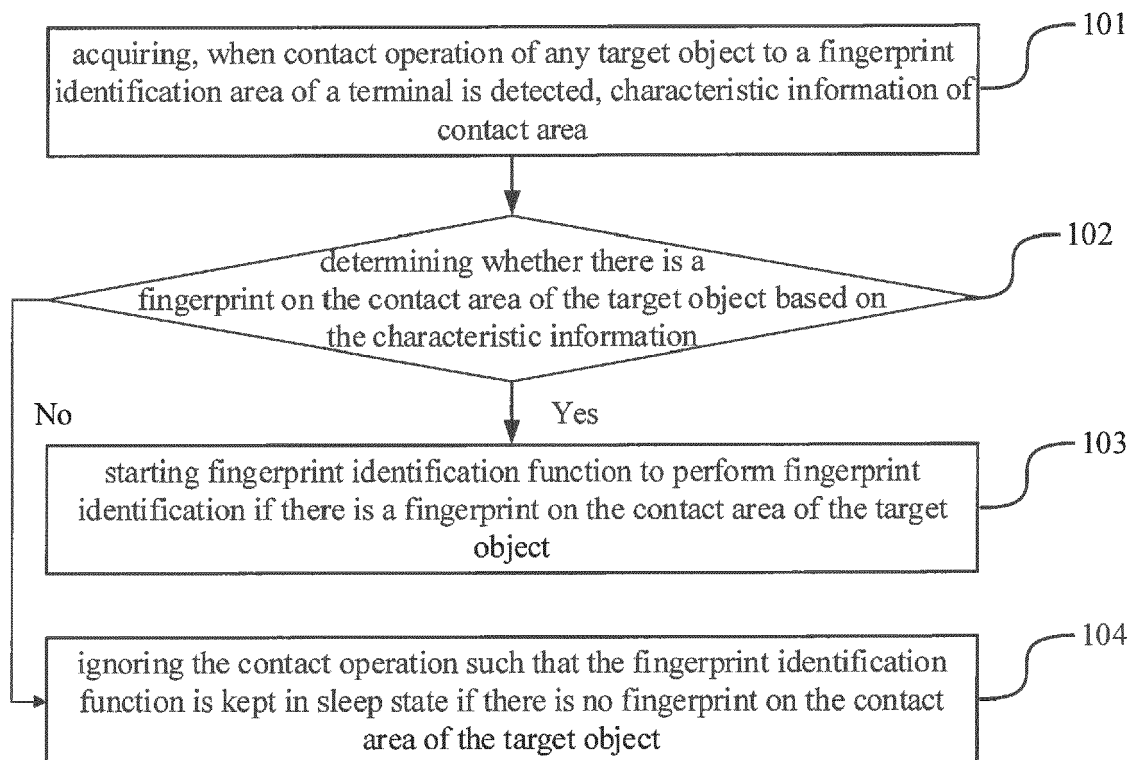 101
acquiring, when contact operation of any target object to a fingerprint
identification area of a terminal is detected, characteristic information of
contact area
102
determining whether there is a
fingerprint on the contact area of the target object based on
the characteristic information
No
Yes
103
starting fingerprint identification function to perform fingerprint
identification if there is a fingerprint on the contact area of the target
object
104
ignoring the contact operation such that the fingerprint identification
function is kept in sleep state if there is no fingerprint on the contact
area of the target object